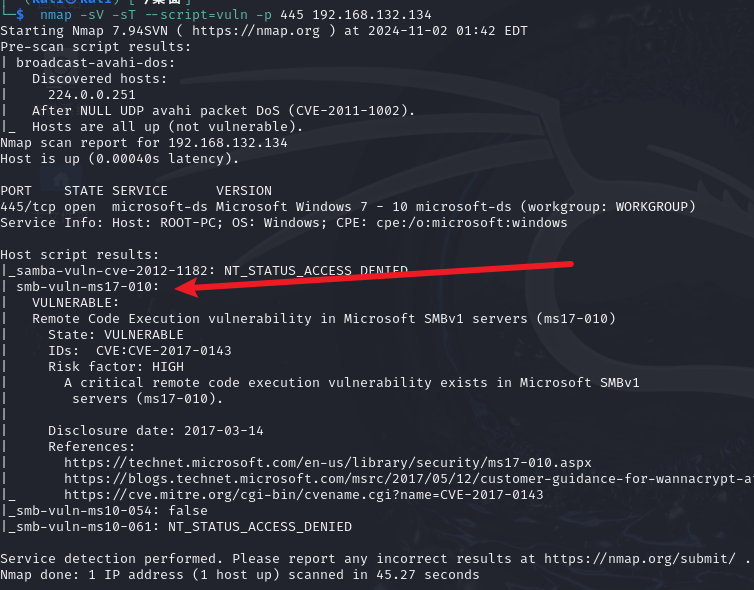 └─$ nmap -sV -sT --script=vuln -p 445 192.168.132.134
Starting Nmap 7.94SVN ( https://nmap.org ) at 2024-11-02 01:42 EDT
Pre-scan script results:
| broadcast-avahi-dos:
|   Discovered hosts:
|     224.0.0.251
|   After NULL UDP avahi packet DoS (CVE-2011-1002).
|_  Hosts are all up (not vulnerable).
Nmap scan report for 192.168.132.134
Host is up (0.00040s latency).
PORT    STATE SERVICE      VERSION
445/tcp open  microsoft-ds Microsoft Windows 7 - 10 microsoft-ds (workgroup: WORKGROUP)
Service Info: Host: ROOT-PC; OS: Windows; CPE: cpe:/o:microsoft:windows
Host script results:
|_samba-vuln-cve-2012-1182: NT_STATUS_ACCESS_DENIED
| smb-vuln-ms17-010:
|   VULNERABLE:
|   Remote Code Execution vulnerability in Microsoft SMBv1 servers (ms17-010)
|     State: VULNERABLE
|     IDs:  CVE:CVE-2017-0143
|     Risk factor: HIGH
|       A critical remote code execution vulnerability exists in Microsoft SMBv1
|        servers (ms17-010).
|
|     Disclosure date: 2017-03-14
|     References:
|       https://technet.microsoft.com/en-us/library/security/ms17-010.aspx
|       https://blogs.technet.microsoft.com/msrc/2017/05/12/customer-guidance-for-wannacrypt-a
|_      https://cve.mitre.org/cgi-bin/cvename.cgi?name=CVE-2017-0143
|_smb-vuln-ms10-054: false
|_smb-vuln-ms10-061: NT_STATUS_ACCESS_DENIED
Service detection performed. Please report any incorrect results at https://nmap.org/submit/ .
Nmap done: 1 IP address (1 host up) scanned in 45.27 seconds